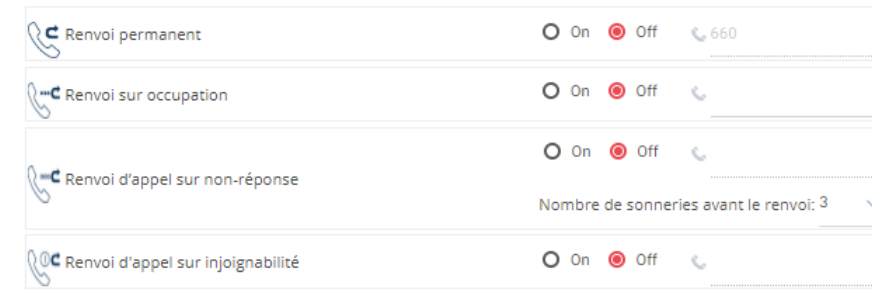 Renvoi permanent On Off 660
Renvoi sur occupation On Off
On Off
Renvoi d’appel sur non-réponse
Nombre de sonneries avant le renvoi: 3
Renvoi d'appel sur injoignabilité On Off